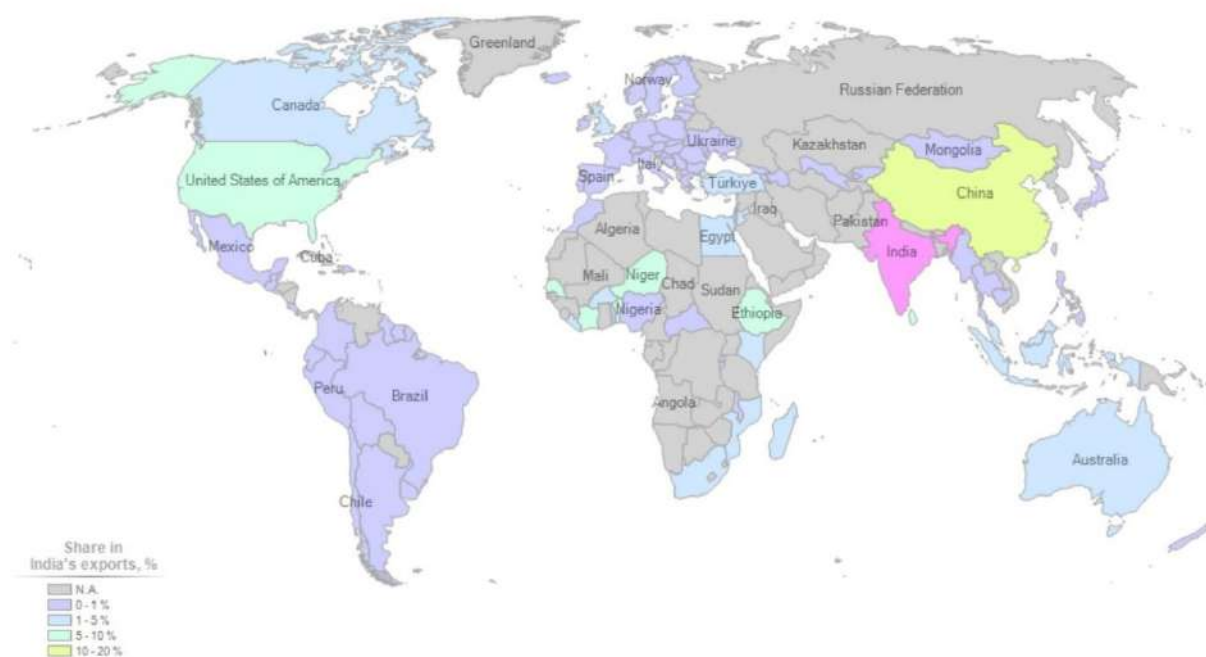 Greenland
Norway
Russian Federation
Canada
Ukraine
Kazakhstan
Mongolia
Italy
Spain
Türkiye
United States of America
China
Iraq
Pakistan
Algeria
Egypt
Mexico
India
Cuba
Mali
Niger
Chad
Sudan
Nigeria
Ethiopia
Peru
Brazil
Angola
Australia
Chile
Share in
India's exports, %
N.A.
0 - 1 %
1 - 5 %
5 - 10 %
10 - 20 %